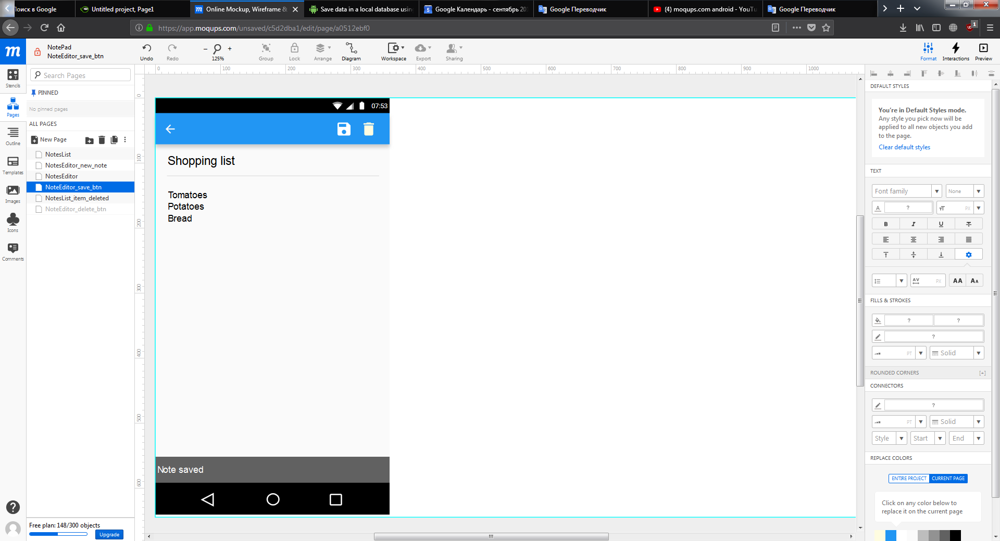 Поиск в Google
Untitled project, Page1
Online Mockup, Wireframe &
Save data in a local database using
Google Календарь - сентябрь 20
Google Переводчик
(4) moqups.com android - YouTu
Google Переводчик
https://app.moqups.com/unsaved/c5d2dba1/edit/page/a0512ebf0
1
m
NotePad
NoteEditor_save_btn
Undo
Redo
− +
125%
Group
Lock
Arrange
Diagram
Workspace
Export
Sharing
Format
Interactions
Preview
Stencils
Pages
Outline
Templates
Images
Icons
Comments
Search Pages
PINNED
No pinned pages
ALL PAGES
New Page
NotesList
NotesEditor_new_note
NotesEditor
NoteEditor_save_btn
NotesList_item_deleted
NoteEditor_delete_btn
Free plan: 148/300 objects
Upgrade
0 100 200 300 400 500 600 700 800 900 1000
0
100
200
300
400
500
600
07:53
Shopping list
Tomatoes
Potatoes
Bread
Note saved
DEFAULT STYLES
You're in Default Styles mode.
Any style you pick now will be
applied to all new objects you add
to the page.
Clear default styles
TEXT
Font family
None
A ?
TT PX
B I U T
AV PX
AA AA
FILLS & STROKES
? ?
?
PT Solid
ROUNDED CORNERS [+]
CONNECTORS
?
PT Solid
Style Start End
REPLACE COLORS
ENTIRE PROJECT CURRENT PAGE
Click on any color below to
replace it on the current page